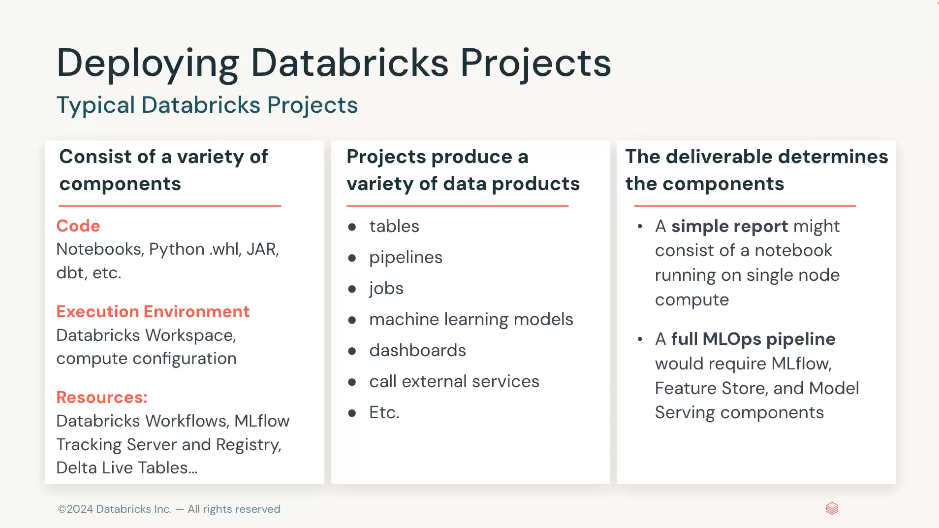 Deploying Databricks Projects
Typical Databricks Projects
Consist of a variety of
components
Code
Notebooks, Python .whl, JAR,
dbt, etc.
Execution Environment
Databricks Workspace,
compute configuration
Resources:
Databricks Workflows, MLflow
Tracking Server and Registry,
Delta Live Tables...
Projects produce a
variety of data products
● tables
● pipelines
● jobs
● machine learning models
● dashboards
● call external services
● Etc.
The deliverable determines
the components
• A simple report might
consist of a notebook
running on single node
compute
• A full MLOps pipeline
would require MLflow,
Feature Store, and Model
Serving components
©2024 Databricks Inc. — All rights reserved